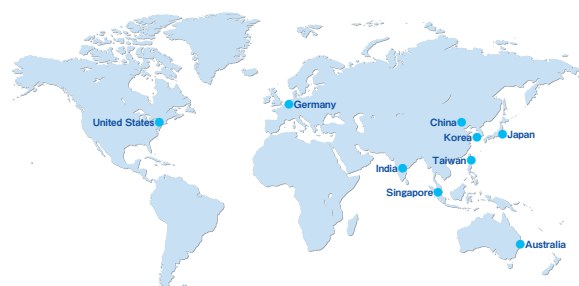 Germany
United States
China
Korea
Japan
Taiwan
India
Singapore
Australia